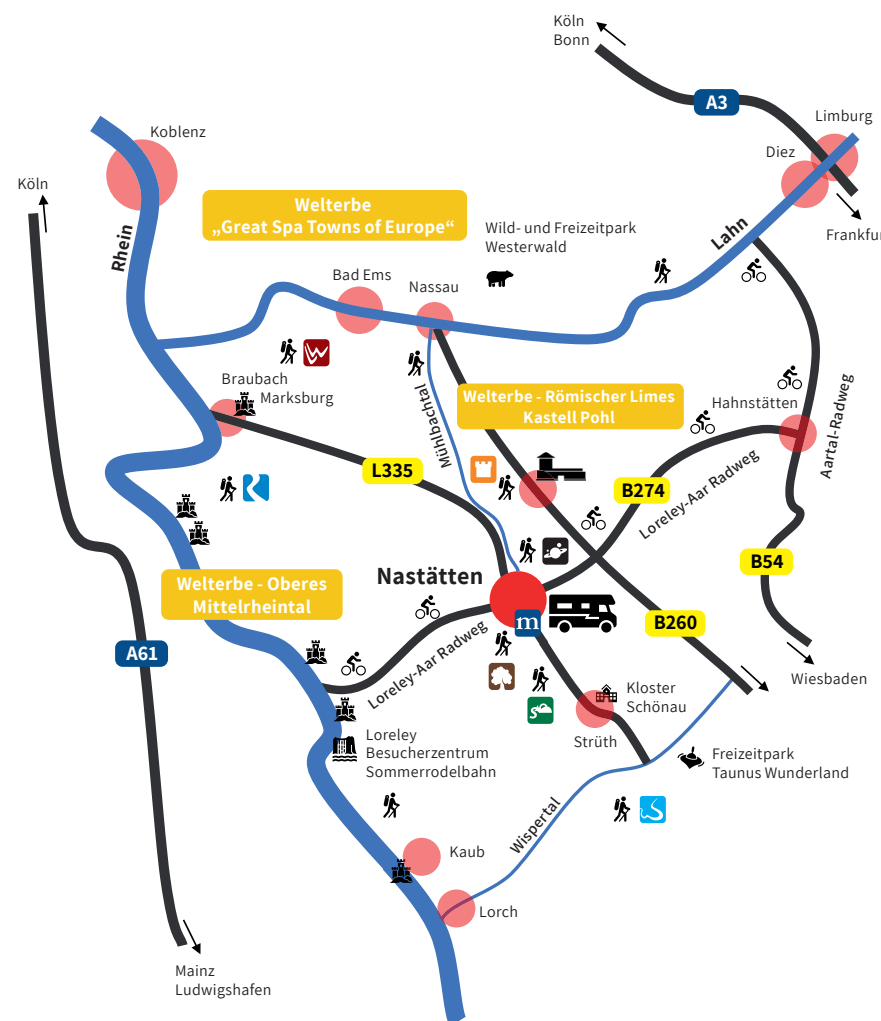 Köln
Bonn
A3
Limburg
Koblenz
Diez
Köln
Welterbe
„Great Spa Towns of Europe“
Wild- und Freizeitpark
Westerwald
Lahn
Frankfur
Rhein
Bad Ems
Nassau
Braubach
Marksburg
Mühlbachtal
Welterbe - Römischer Limes
Kastell Pohl
Hahnstätten
Aartal-Radweg
L335
B274
Loreley-Aar Radweg
B54
Nastätten
Welterbe - Oberes
Mittelrheintal
m
B260
A61
Loreley-Aar Radweg
Wiesbaden
Kloster
Schönau
Strüth
Loreley
Besucherzentrum
Sommerrodelbahn
Freizeitpark
Taunus Wunderland
Wispertal
Kaub
Lorch
Mainz
Ludwigshafen